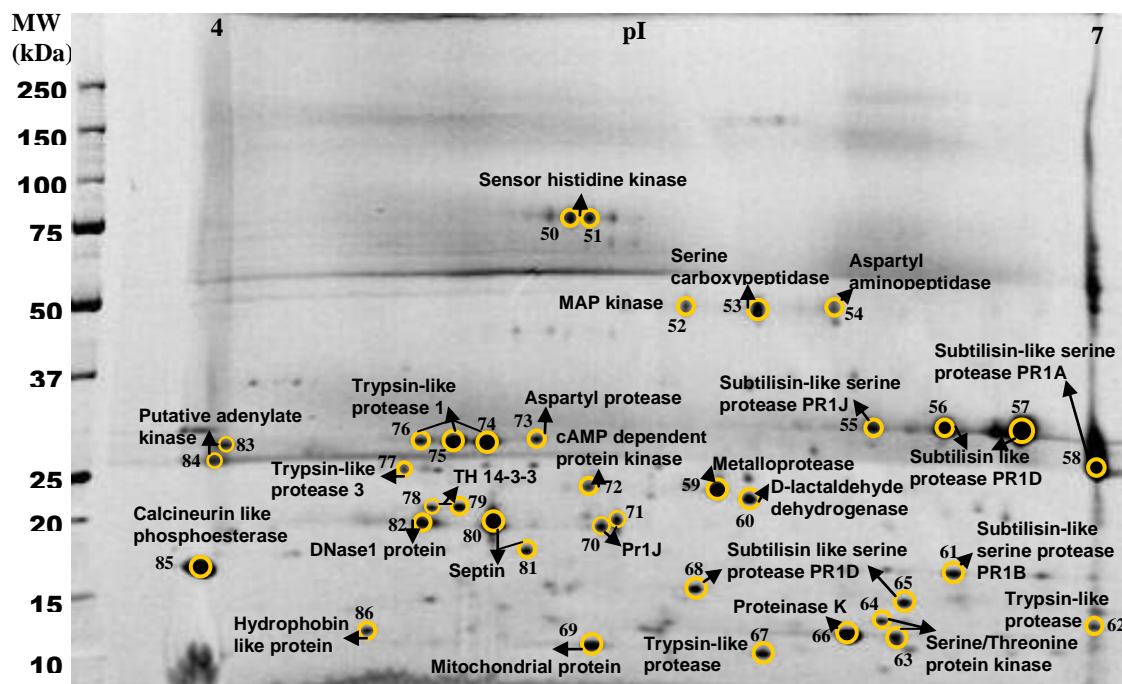 MW
(kDa)
4
pI
7
250
150
100
75
50
37
25
20
15
10
Sensor histidine kinase
50
51
Serine
carboxypeptidase
Aspartyl
aminopeptidase
MAP kinase
52
53
54
Subtilisin-like serine
protease PR1A
Subtilisin-like serine
protease PR1J
55
56
57
58
Subtilisin like
protease PR1D
Trypsin-like
protease 1
76
75
74
73
Aspartyl protease
Putative adenylate
kinase
83
84
cAMP dependent
protein kinase
72
Trypsin-like
protease 3
77
TH 14-3-3
78
79
Metalloprotease
59
D-lactaldehyde
dehydrogenase
60
Calcineurin like
phosphoesterase
85
82
DNase1 protein
80
Septin
81
71
70
Pr1J
Subtilisin-like
serine protease
PR1B
61
Subtilisin like serine
protease PR1D
68
65
64
63
Proteinase K
66
Serine/Threonine
protein kinase
Trypsin-like
protease
62
Hydrophobin
like protein
86
69
Mitochondrial protein
Trypsin-like
protease
67